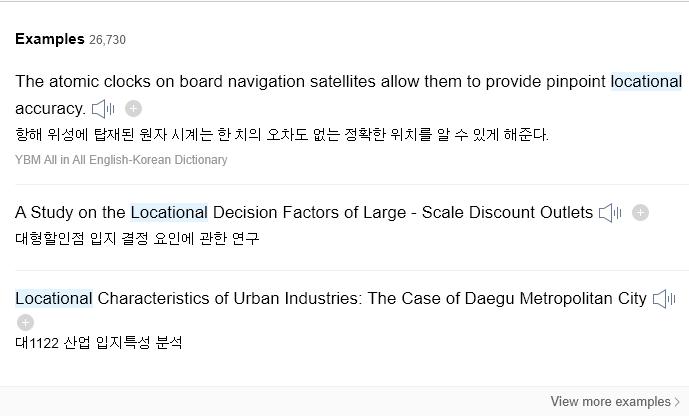 Examples 26,730
The atomic clocks on board navigation satellites allow them to provide pinpoint locational
accuracy.
항해 위성에 탑재된 원자 시계는 한 치의 오차도 없는 정확한 위치를 알 수 있게 해준다.
YBM All in All English-Korean Dictionary
A Study on the Locational Decision Factors of Large - Scale Discount Outlets
대형할인점 입지 결정 요인에 관한 연구
Locational Characteristics of Urban Industries: The Case of Daegu Metropolitan City
대1122 산업 입지특성 분석
View more examples >